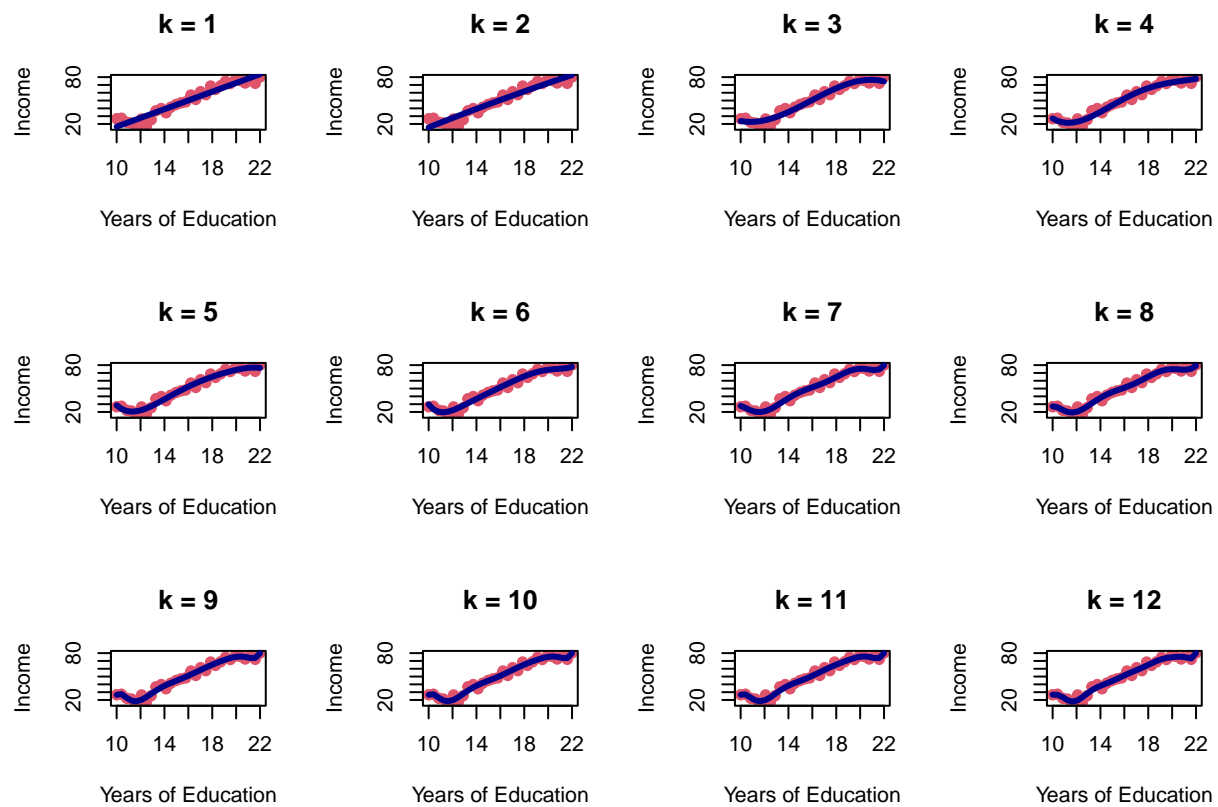 k = 1
Income
20 80
10 14 18 22
Years of Education
k = 2
Income
20 80
10 14 18 22
Years of Education
k = 3
Income
20 80
10 14 18 22
Years of Education
k = 4
Income
20 80
10 14 18 22
Years of Education
k = 5
Income
20 80
10 14 18 22
Years of Education
k = 6
Income
20 80
10 14 18 22
Years of Education
k = 7
Income
20 80
10 14 18 22
Years of Education
k = 8
Income
20 80
10 14 18 22
Years of Education
k = 9
Income
20 80
10 14 18 22
Years of Education
k = 10
Income
20 80
10 14 18 22
Years of Education
k = 11
Income
20 80
10 14 18 22
Years of Education
k = 12
Income
20 80
10 14 18 22
Years of Education